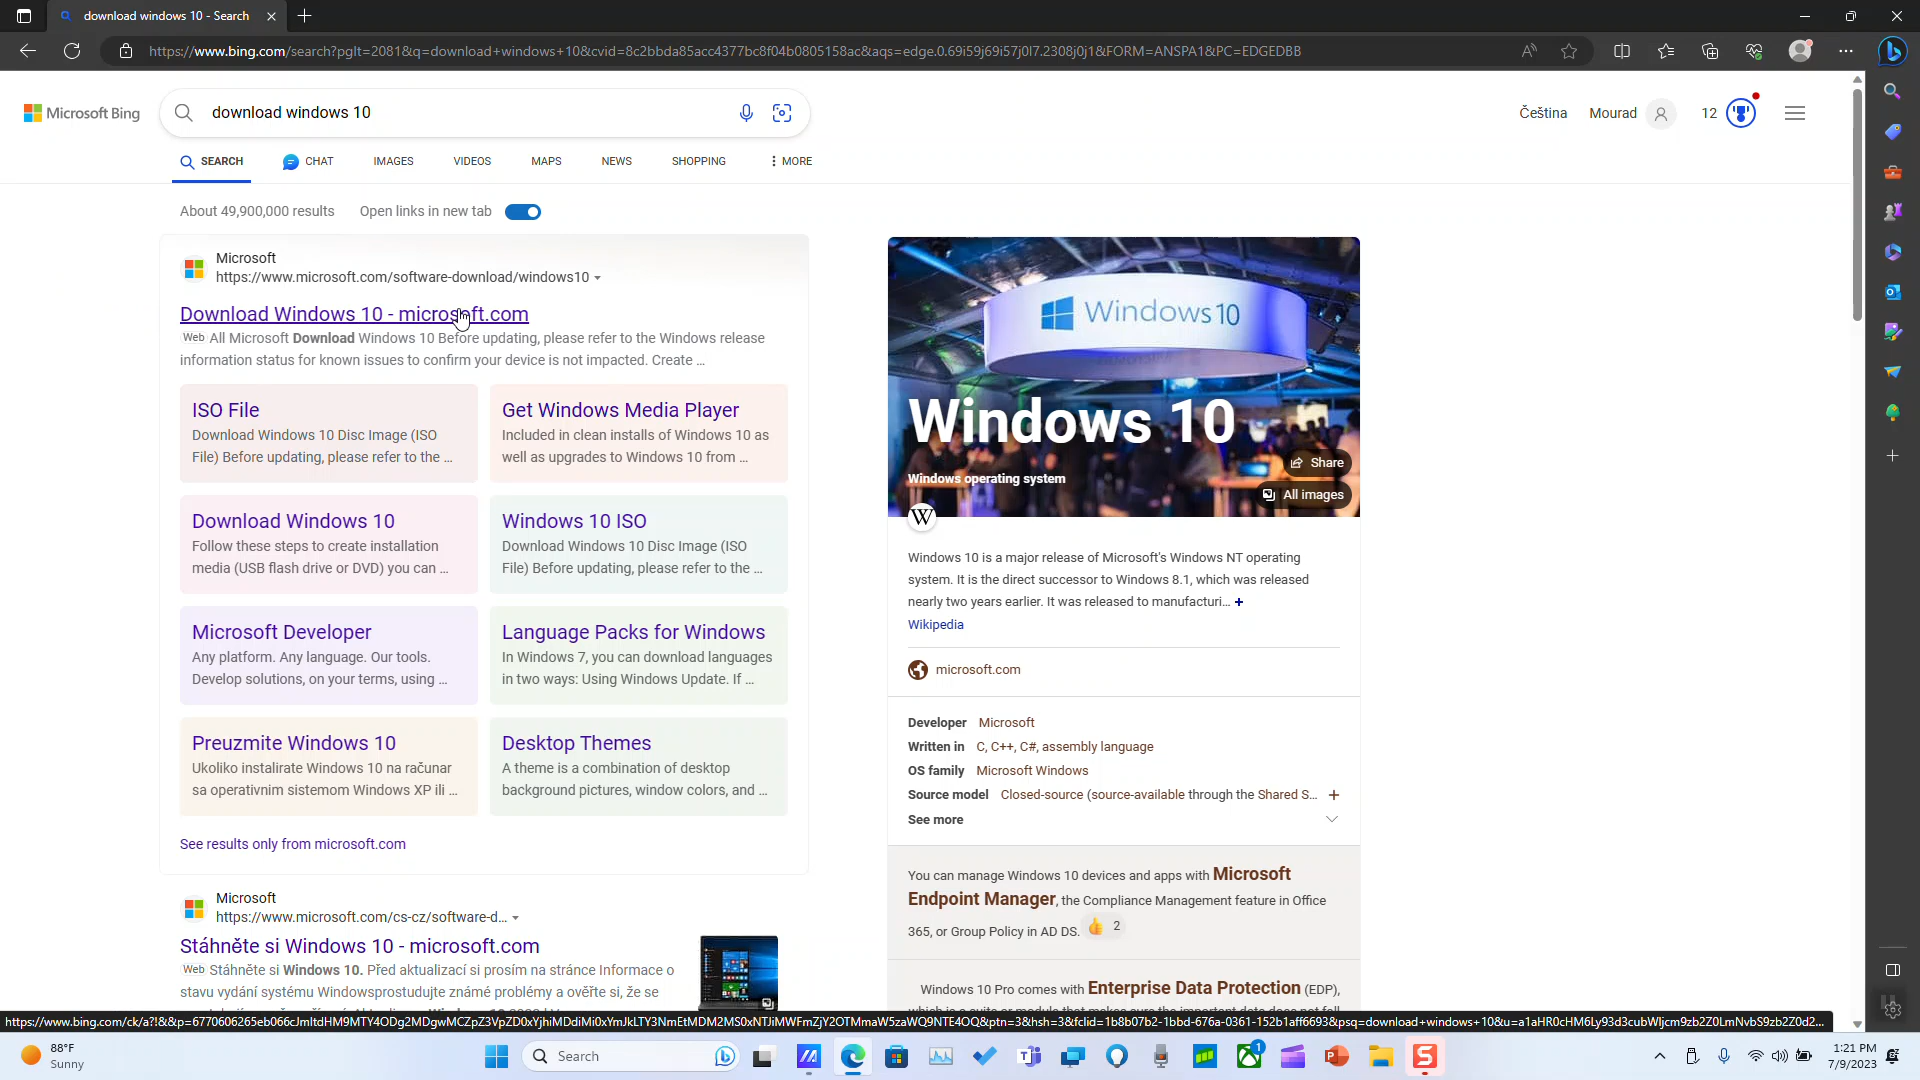 download windows 10 - Search
https://www.bing.com/search?pglt=2081&q=download+windows+10&cvid=8c2bbda85acc4377bc8f04b0805158ac&aqs=edge.0.69i59j69i57j0l7.2308j0j1&FORM=ANSPA1&PC=EDGEDBB
Microsoft Bing
download windows 10
Čeština
Mourad
12
SEARCH
CHAT
IMAGES
VIDEOS
MAPS
NEWS
SHOPPING
MORE
About 49,900,000 results
Open links in new tab
Microsoft
https://www.microsoft.com/software-download/windows10
Download Windows 10 - microsoft.com
Web All Microsoft Download Windows 10 Before updating, please refer to the Windows release
information status for known issues to confirm your device is not impacted. Create ...
ISO File
Download Windows 10 Disc Image (ISO
File) Before updating, please refer to the ...
Get Windows Media Player
Included in clean installs of Windows 10 as
well as upgrades to Windows 10 from ...
Download Windows 10
Follow these steps to create installation
media (USB flash drive or DVD) you can ...
Windows 10 ISO
Download Windows 10 Disc Image (ISO
File) Before updating, please refer to the ...
Microsoft Developer
Any platform. Any language. Our tools.
Develop solutions, on your terms, using ...
Language Packs for Windows
In Windows 7, you can download languages
in two ways: Using Windows Update. If ...
Preuzmite Windows 10
Ukoliko instalirate Windows 10 na računar
sa operativnim sistemom Windows XP ili ...
Desktop Themes
A theme is a combination of desktop
background pictures, window colors, and ...
See results only from microsoft.com
Microsoft
https://www.microsoft.com/cs-cz/software-d...
Stáhněte si Windows 10 - microsoft.com
Web Stáhněte si Windows 10. Před aktualizací si prosím na stránce Informace o
stavu vydání systému Windowsprostudujte známé problémy a ověřte si, že se
Windows 10
Windows 10
Share
Windows operating system
All images
W
Windows 10 is a major release of Microsoft's Windows NT operating
system. It is the direct successor to Windows 8.1, which was released
nearly two years earlier. It was released to manufacturi... +
Wikipedia
microsoft.com
Developer Microsoft
Written in C, C++, C#, assembly language
OS family Microsoft Windows
Source model Closed-source (source-available through the Shared S... +
See more
You can manage Windows 10 devices and apps with Microsoft
Endpoint Manager, the Compliance Management feature in Office
365, or Group Policy in AD DS. 2
Windows 10 Pro comes with Enterprise Data Protection (EDP),
88°F
Sunny
Search
1
1:21 PM
7/9/2023